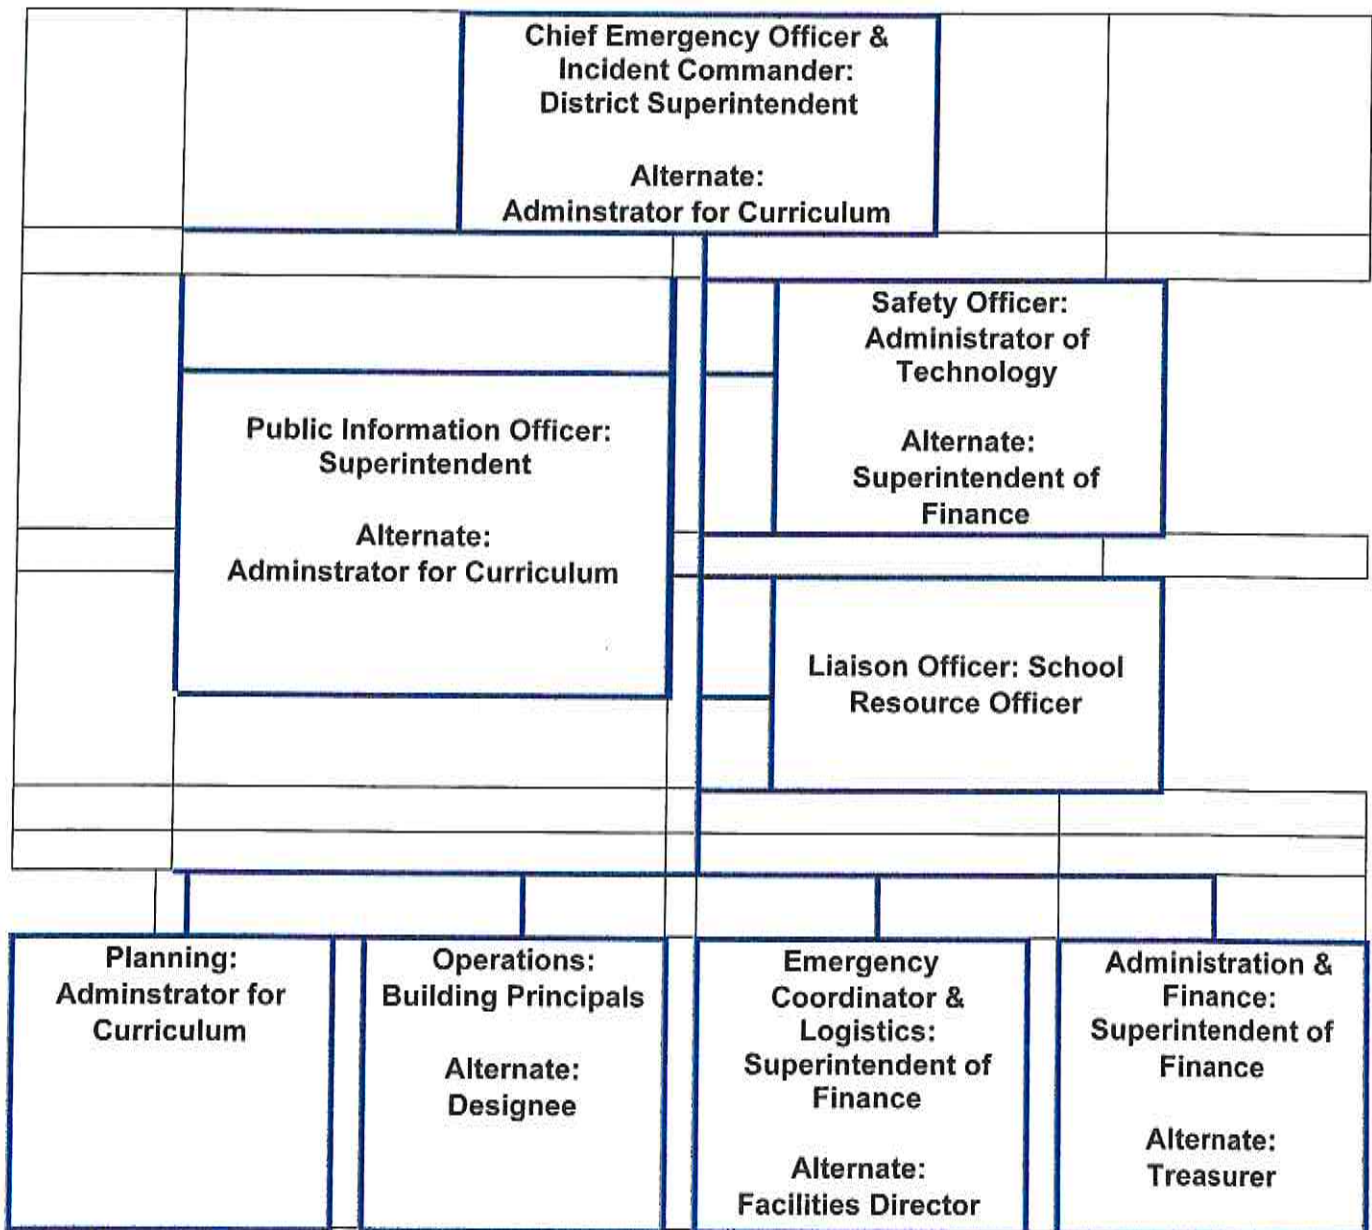 Chief Emergency Officer &
Incident Commander:
District Superintendent
Alternate:
Adminstrator for Curriculum
Safety Officer:
Administrator of
Technology
Alternate:
Superintendent of
Finance
Public Information Officer:
Superintendent
Alternate:
Adminstrator for Curriculum
Liaison Officer: School
Resource Officer
Planning:
Adminstrator for
Curriculum
Operations:
Building Principals
Alternate:
Designee
Emergency
Coordinator &
Logistics:
Superintendent of
Finance
Alternate:
Facilities Director
Administration &
Finance:
Superintendent of
Finance
Alternate:
Treasurer